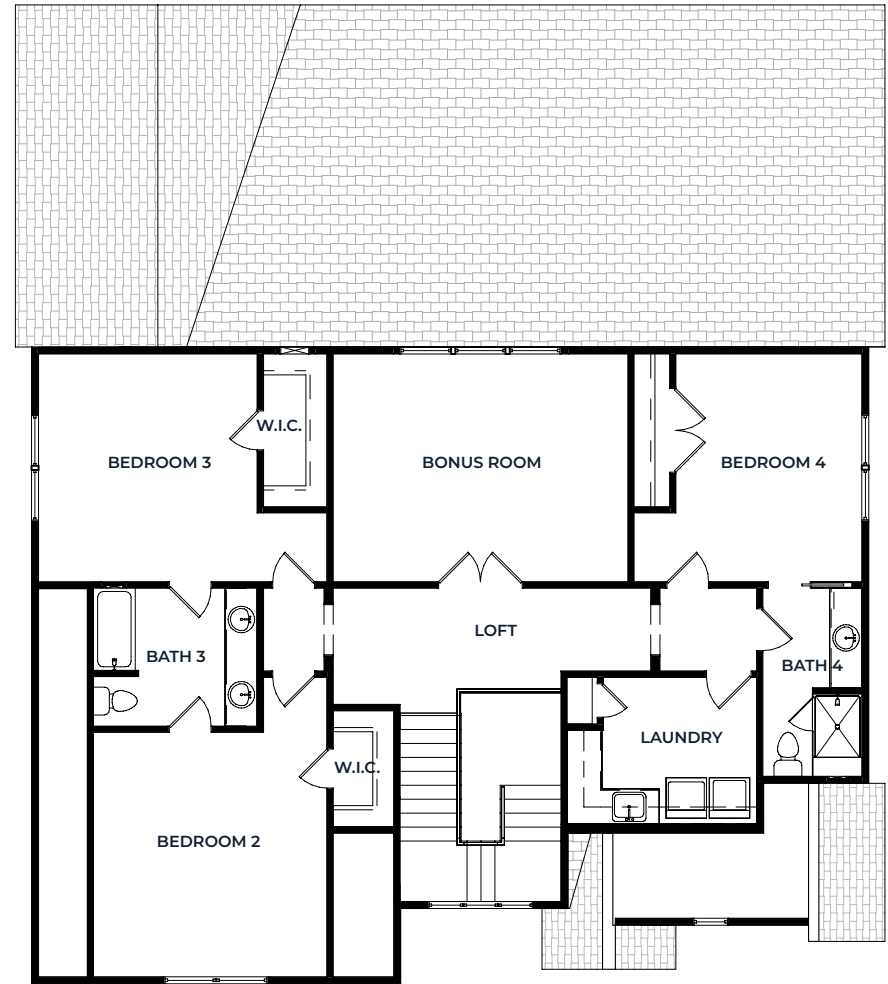 W.I.C.
BEDROOM 3
BONUS ROOM
BEDROOM 4
LOFT
BATH 3
BATH 4
LAUNDRY
W.I.C.
BEDROOM 2